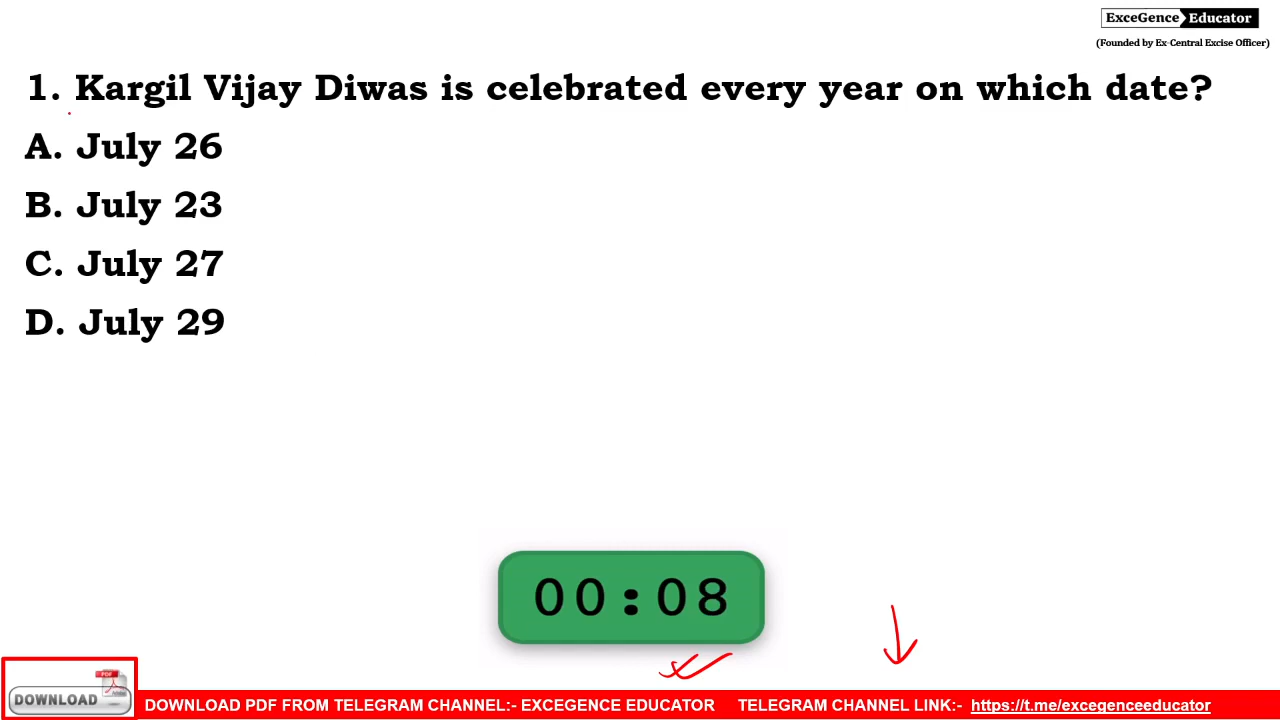 ExceGence Educator
(Founded by Ex-Central Excise Officer)
1. Kargil Vijay Diwas is celebrated every year on which date?
A. July 26
B. July 23
C. July 27
D. July 29
00:08
PDF
Adobe
DOWNLOAD
DOWNLOAD PDF FROM TELEGRAM CHANNEL:- EXCEGENCE EDUCATOR TELEGRAM CHANNEL LINK:- https://t.me/excegenceeducator